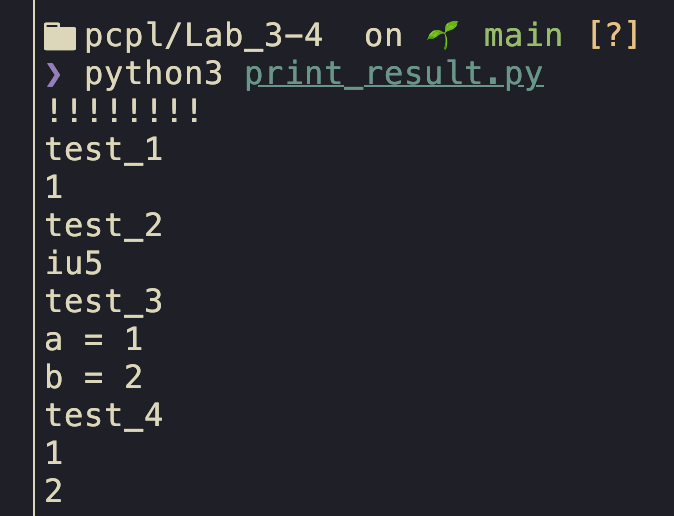 pcpl/Lab_3-4 on 🌱 main [?]
❯ python3 print_result.py
!!!!!!!!
test_1
1
test_2
iu5
test_3
a = 1
b = 2
test_4
1
2